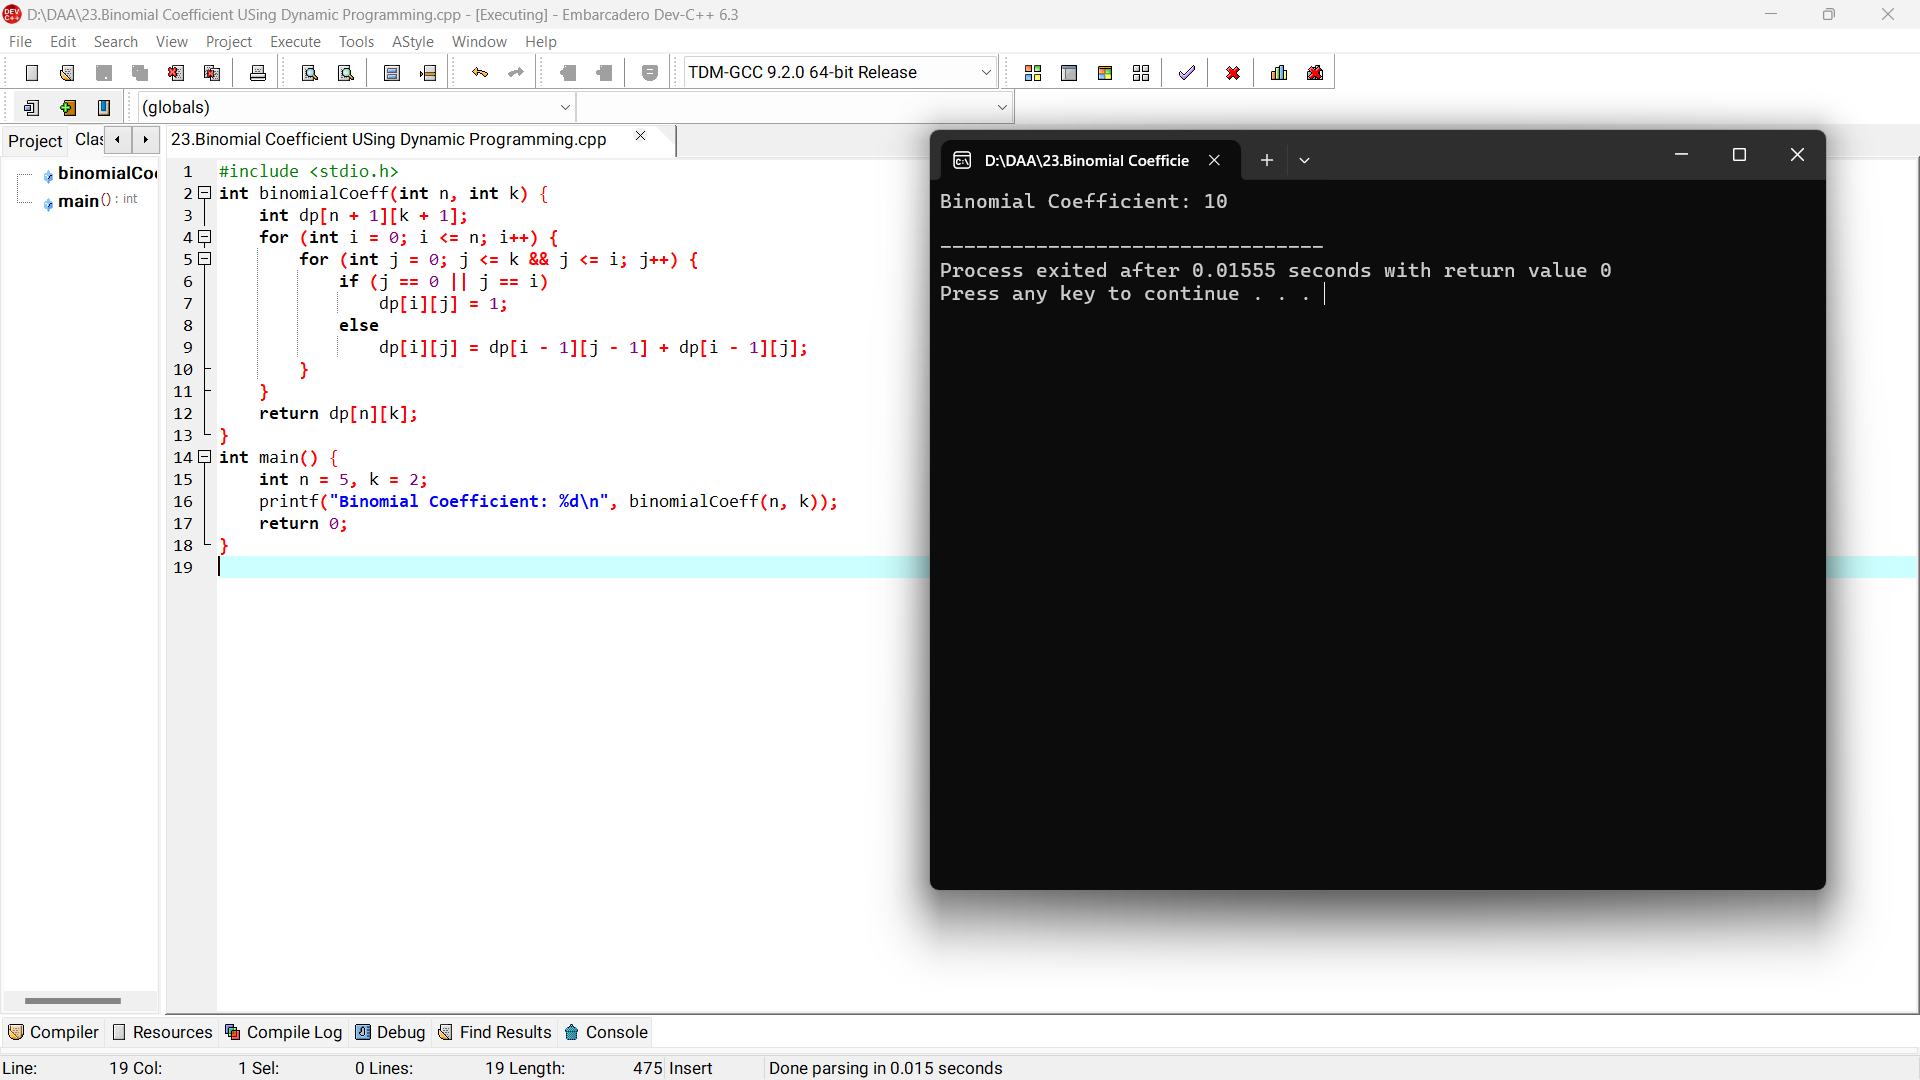 D:\DAA\23.Binomial Coefficient USing Dynamic Programming.cpp - [Executing] - Embarcadero Dev-C++ 6.3
File Edit Search View Project Execute Tools AStyle Window Help
TDM-GCC 9.2.0 64-bit Release
(globals)
Project Clas
23.Binomial Coefficient USing Dynamic Programming.cpp
binomialCo
main () : int
1 #include <stdio.h>
2 int binomialCoeff(int n, int k) {
3 int dp[n + 1][k + 1];
4 for (int i = 0; i <= n; i++) {
5 for (int j = 0; j <= k && j <= i; j++) {
6 if (j == 0 || j == i)
7 dp[i][j] = 1;
8 else
9 dp[i][j] = dp[i - 1][j - 1] + dp[i - 1][j];
10 }
11 }
12 return dp[n][k];
13 }
14 int main() {
15 int n = 5, k = 2;
16 printf("Binomial Coefficient: %d\n", binomialCoeff(n, k));
17 return 0;
18 }
19
D:\DAA\23.Binomial Coefficie
Binomial Coefficient: 10
--------------------------------
Process exited after 0.01555 seconds with return value 0
Press any key to continue . . .
Compiler Resources Compile Log Debug Find Results Console
Line: 19 Col: 1 Sel: 0 Lines: 19 Length: 475 Insert Done parsing in 0.015 seconds